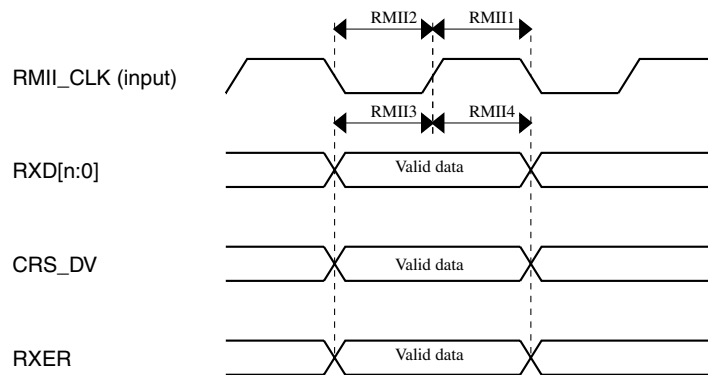 RMII2 RMII1
RMII_CLK (input)
RMII3 RMII4
RXD[n:0] Valid data
CRS_DV Valid data
RXER Valid data